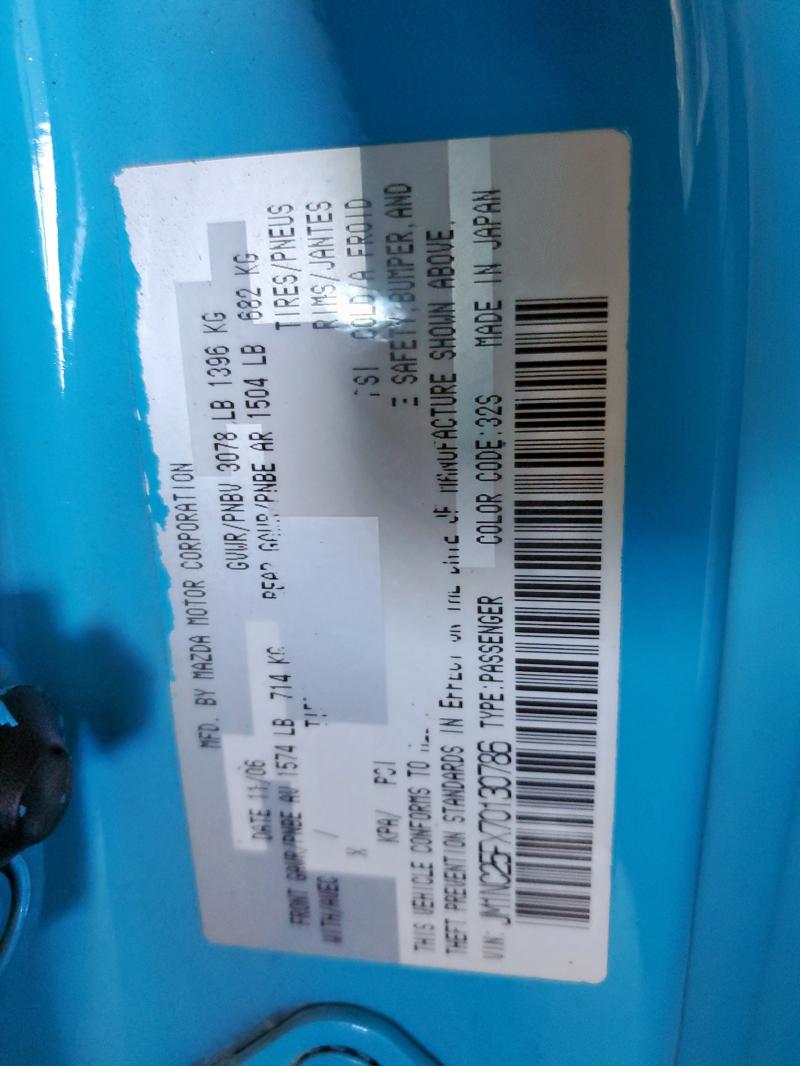 MFD. BY MAZDA MOTOR CORPORATION
DATE 11/06 GVWR/PNBV 3078 LB 1396 KG
FRONT GAWR/PNBE AV 1574 LB 714 KG REAR GAWR/PNBE AR 1504 LB 682 KG
WITH/AVEC / TIRES/PNEUS
X RIMS/JANTES
KPA/ PSI COLD/A FROID
THIS VEHICLE CONFORMS TO SAFETY,BUMPER,AND
THEFT PREVENTION STANDARDS IN EFFECT ON THE DATE OF MANUFACTURE SHOWN ABOVE.
VIN: JM1NC25FX70130786 TYPE:PASSENGER COLOR CODE:32S MADE IN JAPAN